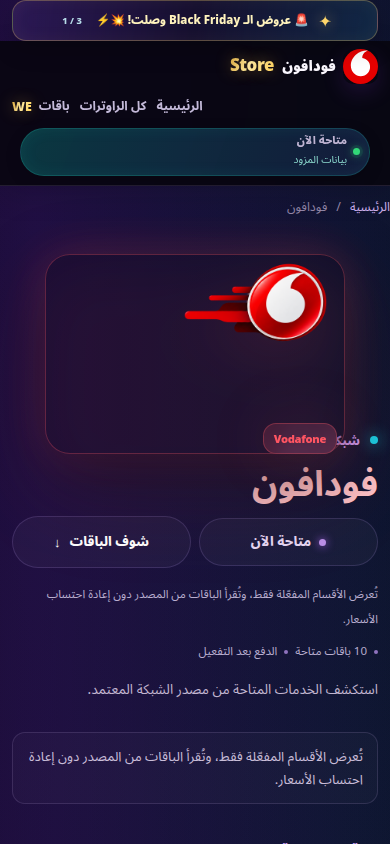 ✦ 🚨 عروض الـ Black Friday وصلت! 💥⚡ 1 / 3
فودافون Store
الرئيسية كل الراوترات باقات WE
متاحة الآن
بيانات المزود
الرئيسية / فودافون
Vodafone
فودافون
متاحة الآن
شوف الباقات ↓
تُعرض الأقسام المفعّلة فقط، وتُقرأ الباقات من المصدر دون إعادة احتساب
الأسعار.
• 10 باقات متاحة • الدفع بعد التفعيل
استكشف الخدمات المتاحة من مصدر الشبكة المعتمد.
تُعرض الأقسام المفعّلة فقط، وتُقرأ الباقات من المصدر دون إعادة
احتساب الأسعار.